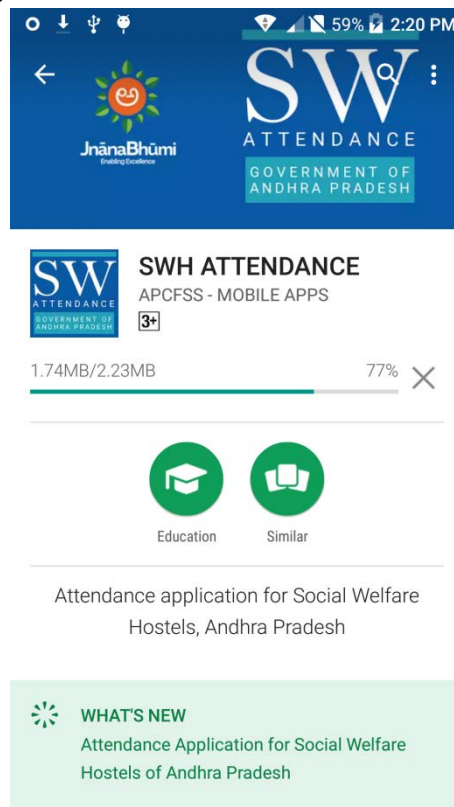 59% 2:20 PM
అ
JnānaBhūmi
Enabling Excellence
SW
ATTENDANCE
GOVERNMENT OF
ANDHRA PRADESH
SW
ATTENDANCE
GOVERNMENT OF
ANDHRA PRADESH
SWH ATTENDANCE
APCFSS - MOBILE APPS
3+
1.74MB/2.23MB 77%
Education Similar
Attendance application for Social Welfare
Hostels, Andhra Pradesh
WHAT'S NEW
Attendance Application for Social Welfare
Hostels of Andhra Pradesh